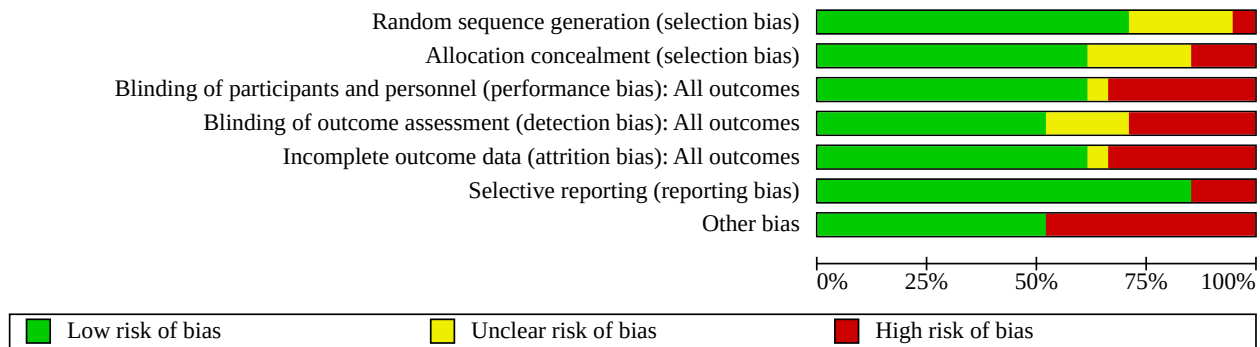 Random sequence generation (selection bias)
Allocation concealment (selection bias)
Blinding of participants and personnel (performance bias): All outcomes
Blinding of outcome assessment (detection bias): All outcomes
Incomplete outcome data (attrition bias): All outcomes
Selective reporting (reporting bias)
Other bias
0% 25% 50% 75% 100%
Low risk of bias Unclear risk of bias High risk of bias